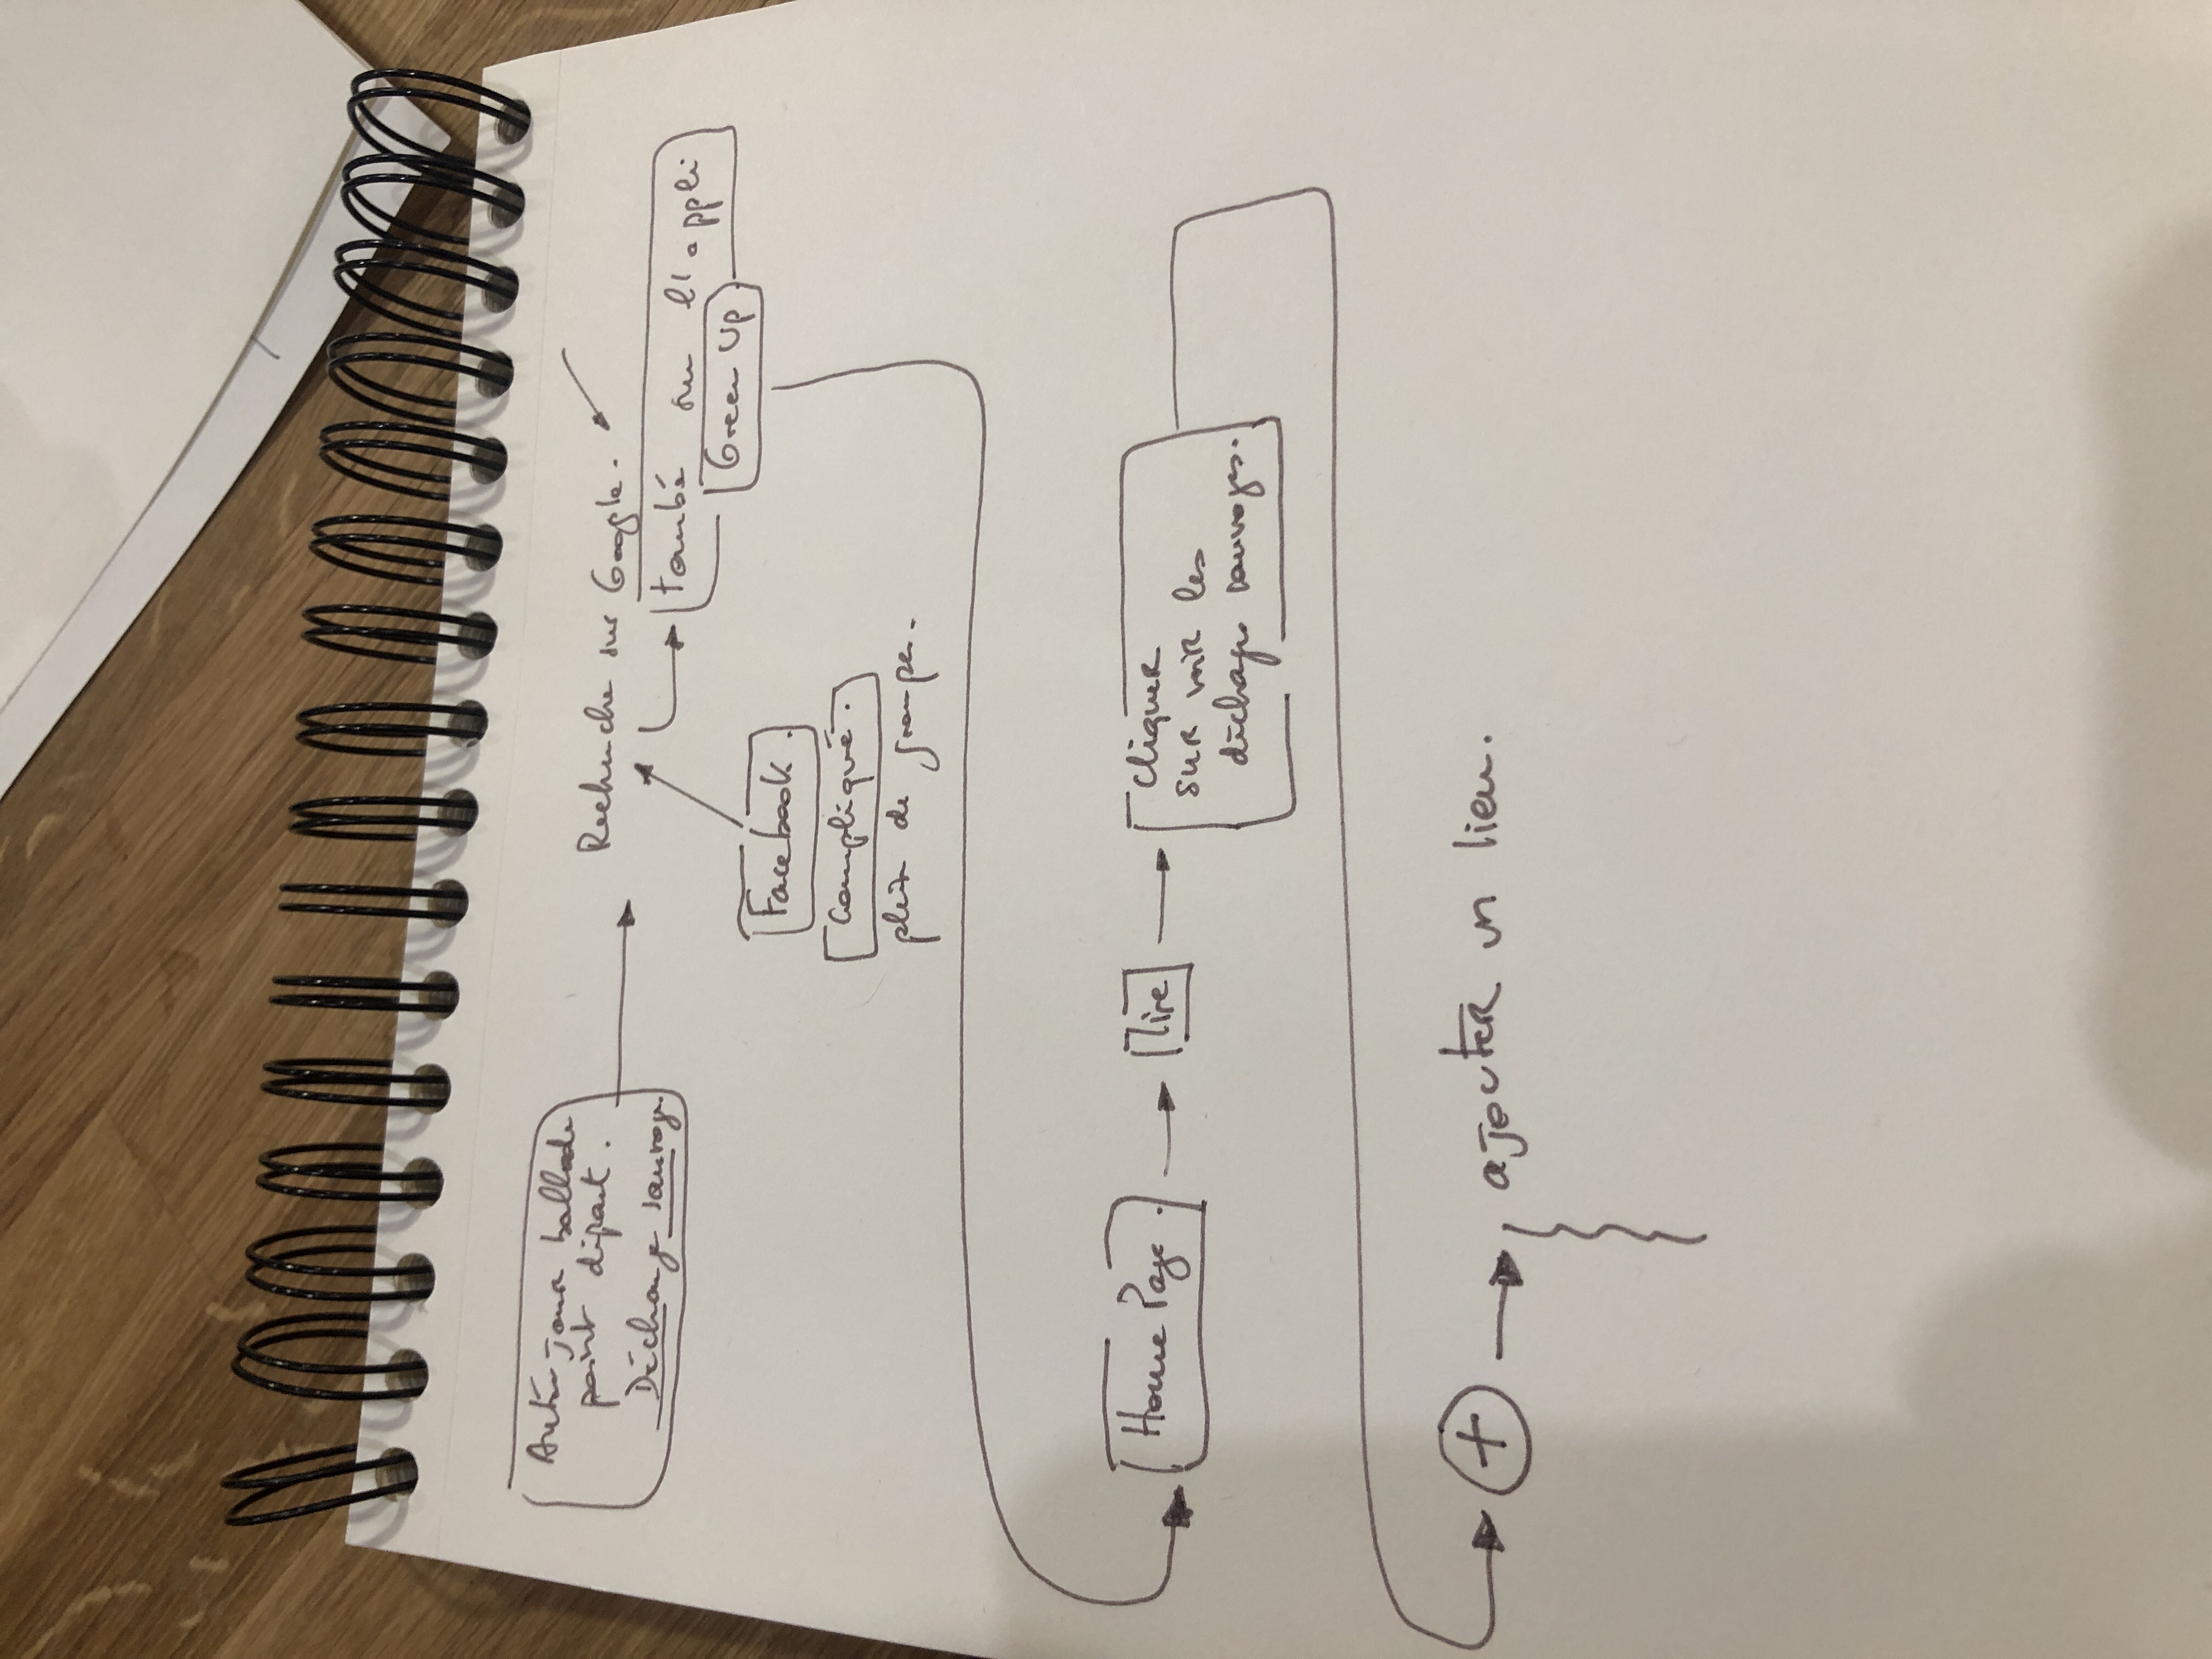 jour ballade
point départ.
Décharge sauvage.
Recherche sur Google.
tombé sur l'appli
Green Up
Facebook.
Compliqué.
plein de groupes.
Home Page.
lire
cliquer
sur voir les
décharges sauvages.
+
ajouter un lieu.